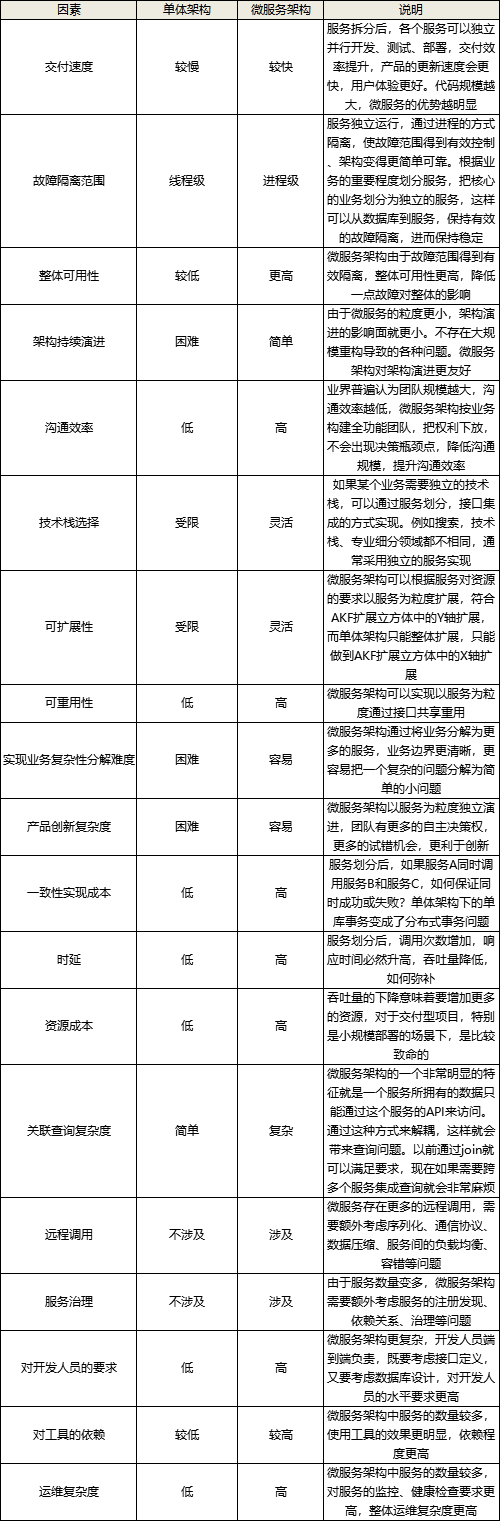 因素 单体架构 微服务架构 说明
服务拆分后，各个服务可以独立
并行开发、测试、部署，交付效
交付速度 较慢 较快 率提升，产品的更新速度会更
快，用户体验更好。代码规模越
大，微服务的优势越明显
服务独立运行，通过进程的方式
隔离，使故障范围得到有效控制
、架构变得更简单可靠。根据业
故障隔离范围 线程级 进程级 务的重要程度划分服务，把核心
的业务划分为独立的服务，这样
可以从数据库到服务，保持有效
的故障隔离，进而保持稳定
微服务架构由于故障范围得到有
整体可用性 较低 更高 效隔离，整体可用性更高，降低
一点故障对整体的影响
由于微服务的粒度更小，架构演
架构持续演进 困难 简单 进的影响面就更小。不存在大规
模重构导致的各种问题。微服务
架构对架构演进更友好
业界普遍认为团队规模越大，沟
通效率越低，微服务架构按业务
沟通效率 低 高 构建全功能团队，把权利下放，
不会出现决策瓶颈点，降低沟通
规模，提升沟通效率
如果某个业务需要独立的技术
栈，可以通过服务划分，接口集
技术栈选择 受限 灵活 成的方式实现。例如搜索，技术
栈、专业细分领域都不相同，通
常采用独立的服务实现
微服务架构可以根据服务对资源
的要求以服务为粒度扩展，符合
可扩展性 受限 灵活 AKF扩展立方体中的Y轴扩展，
而单体架构只能整体扩展，只能
做到AKF扩展立方体中的X轴扩
展
可重用性 低 高 微服务架构可以实现以服务为粒
度通过接口共享重用
微服务架构通过将业务分解为更
实现业务复杂性分解难度 困难 容易 多的服务，业务边界更清晰，更
容易把一个复杂的问题分解为简
单的小问题
微服务架构以服务为粒度独立演
产品创新复杂度 困难 容易 进，团队有更多的自主决策权，
更多的试错机会，更利于创新
服务划分后，如果服务A同时调
一致性实现成本 低 高 用服务B和服务C，如何保证同
时成功或失败？单体架构下的单
库事务变成了分布式事务问题
服务划分后，调用次数增加，响
时延 低 高 应时间必然升高，吞吐量降低，
如何弥补
吞吐量的下降意味着要增加更多
资源成本 低 高 的资源，对于交付型项目，特别
是小规模部署的场景下，是比较
致命的
微服务架构的一个非常明显的特
征就是一个服务所拥有的数据只
能通过这个服务的API来访问。
关联查询复杂度 简单 复杂 通过这种方式来解耦，这样就会
带来查询问题。以前通过join就
可以满足要求，现在如果需要跨
多个服务集成查询就会非常麻烦
微服务存在更多的远程调用，需
远程调用 不涉及 涉及 要额外考虑序列化、通信协议、
数据压缩、服务间的负载均衡、
容错等问题
由于服务数量变多，微服务架构
服务治理 不涉及 涉及 需要额外考虑服务的注册发现、
依赖关系、治理等问题
微服务架构更复杂，开发人员端
对开发人员的要求 低 高 到端负责，既要考虑接口定义，
又要考虑数据库设计，对开发人
员的水平要求更高
微服务架构中服务的数量较多，
对工具的依赖 较低 较高 使用工具的效果更明显，依赖程
度更高
微服务架构中服务的数量较多，
运维复杂度 低 高 对服务的监控、健康检查要求更
高，整体运维复杂度更高